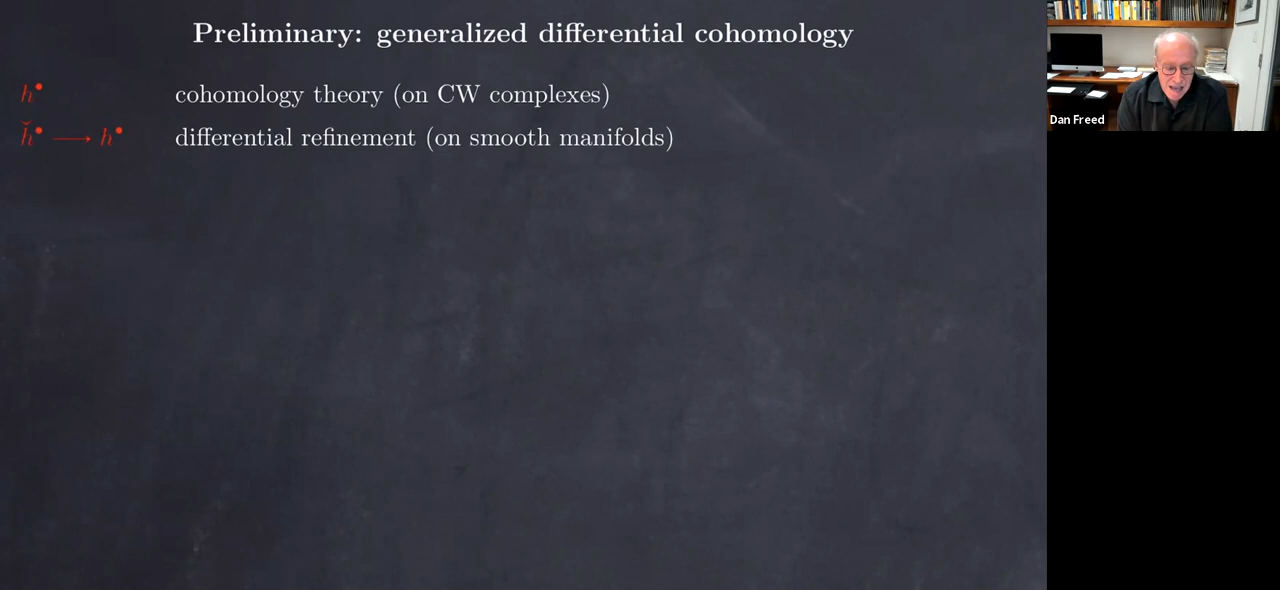 Preliminary: generalized differential cohomology
h^• cohomology theory (on CW complexes)
ȟ^• ⟶ h^• differential refinement (on smooth manifolds)
Dan Freed